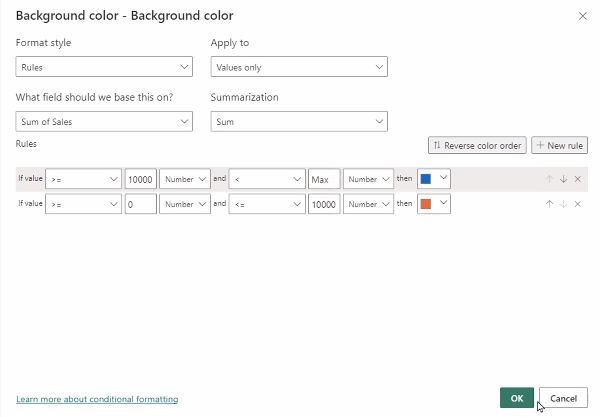 Background color - Background color
Format style Apply to
Rules Values only
What field should we base this on? Summarization
Sum of Sales Sum
Rules Reverse color order New rule
If value >= 10000 Number and < Max Number then
If value >= 0 Number and <= 10000 Number then
Learn more about conditional formatting OK Cancel